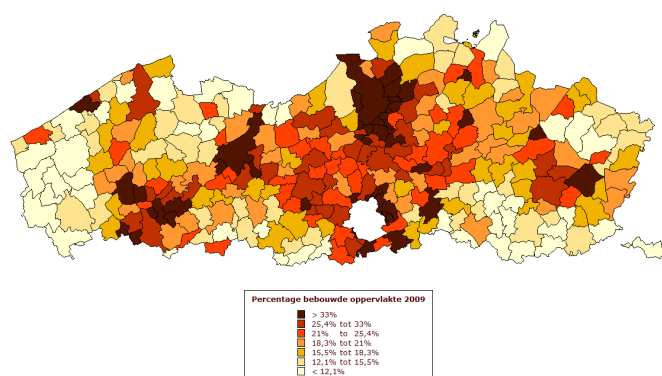 Percentage bebouwde oppervlakte 2009
> 33%
25,4% tot 33%
21% to 25,4%
18,3% tot 21%
15,5% tot 18,3%
12,1% tot 15,5%
< 12,1%